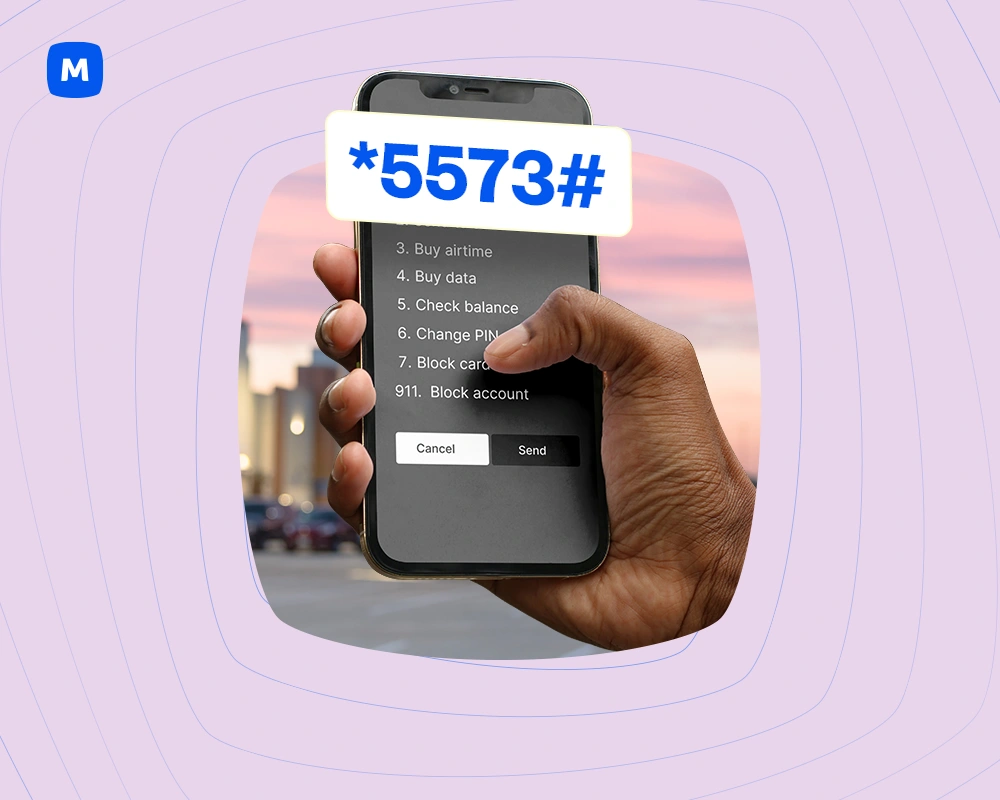 M
*5573#
3. Buy airtime
4. Buy data
5. Check balance
6. Change PIN
7. Block card
911. Block account
Cancel
Send